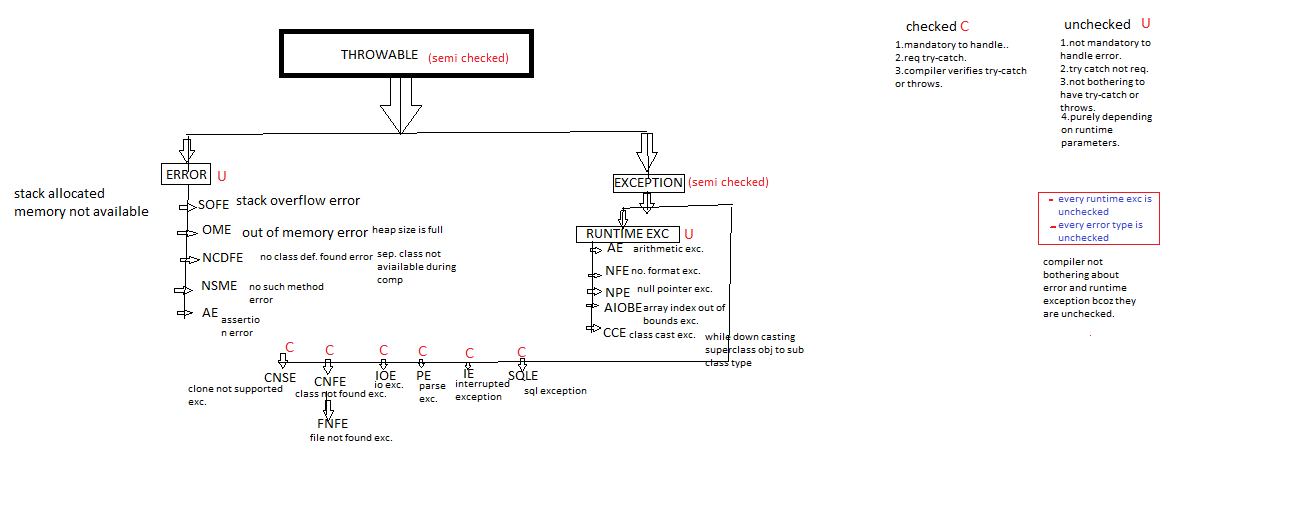 THROWABLE (semi checked)
checked C
1.mandatory to handle..
2.req try-catch.
3.compiler verifies try-catch
or throws.
unchecked U
1.not mandatory to
handle error.
2.try catch not req.
3.not bothering to
have try-catch or
throws.
4.purely depending
on runtime
parameters.
ERROR U
stack allocated
memory not available
SOFE stack overflow error
OME out of memory error heap size is full
NCDFE no class def. found error sep. class not
aviailable during
comp
NSME no such method
error
AE assertio
n error
EXCEPTION (semi checked)
RUNTIME EXC U
AE arithmetic exc.
NFE no. format exc.
NPE null pointer exc.
AIOBE array index out of
bounds exc.
CCE class cast exc. while down casting
superclass obj to sub
class type
- every runtime exc is
unchecked
- every error type is
unchecked
compiler not
bothering about
error and runtime
exception bcoz they
are unchecked.
.
C C C C C C
CNSE CNFE IOE PE IE SQLE
clone not supported
exc.
class not found exc.
io exc.
parse
exc.
interrupted
exception
sql exception
FNFE
file not found exc.